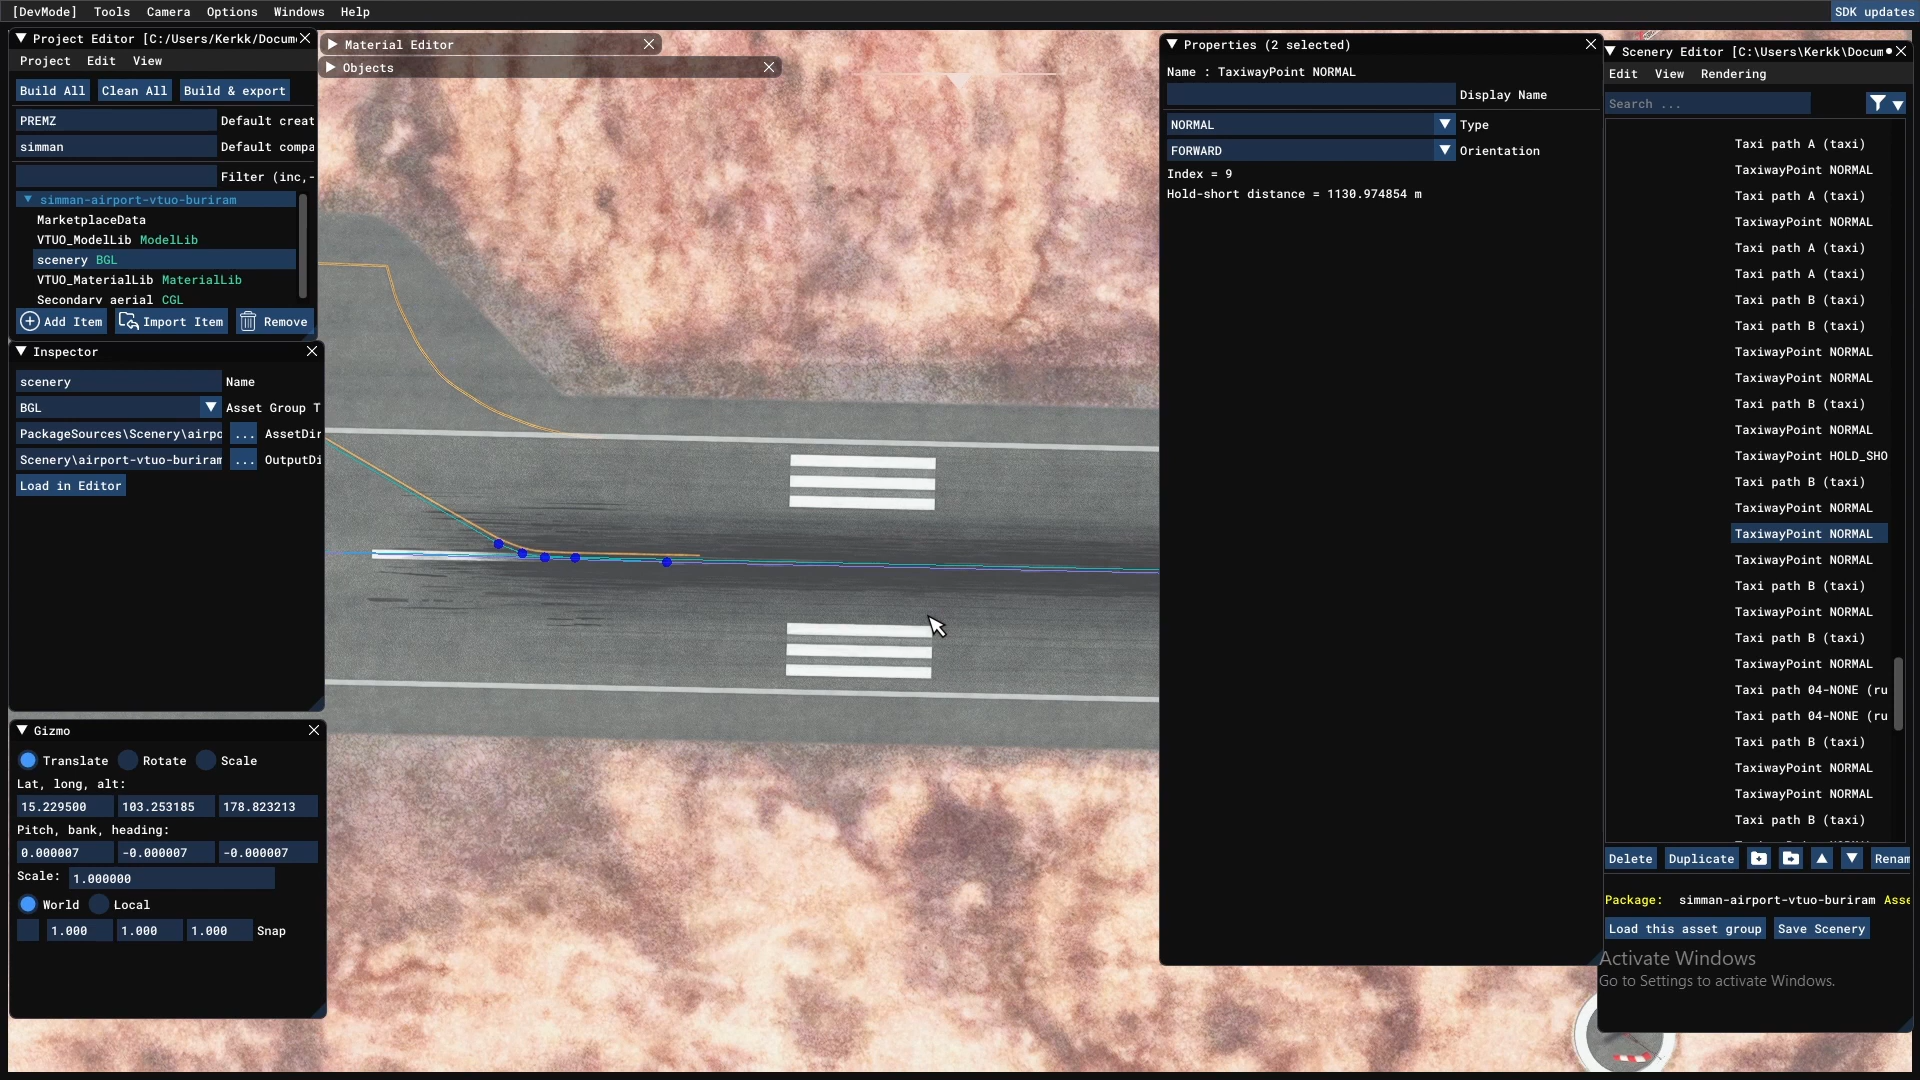 [DevMode] Tools Camera Options Windows Help
SDK updates
Project Editor [C:/Users/Kerkk/Docum
Project Edit View
Build All Clean All Build & export
PREMZ Default creat
simman Default compa
Filter (inc,-
simman-airport-vtuo-buriram
MarketplaceData
VTUO_ModelLib ModelLib
scenery BGL
VTUO_MaterialLib MaterialLib
Secondary aerial CGL
Add Item Import Item Remove
Inspector
scenery Name
BGL Asset Group T
PackageSources\Scenery\airpo ... AssetDir
Scenery\airport-vtuo-buriram ... OutputDi
Load in Editor
Gizmo
Translate Rotate Scale
Lat, long, alt:
15.229500 103.253185 178.823213
Pitch, bank, heading:
0.000007 -0.000007 -0.000007
Scale: 1.000000
World Local
1.000 1.000 1.000 Snap
Material Editor
Objects
Properties (2 selected)
Name : TaxiwayPoint NORMAL
Display Name
NORMAL Type
FORWARD Orientation
Index = 9
Hold-short distance = 1130.974854 m
Scenery Editor [C:\Users\Kerkk\Docum
Edit View Rendering
Search ...
Taxi path A (taxi)
TaxiwayPoint NORMAL
Taxi path A (taxi)
TaxiwayPoint NORMAL
Taxi path A (taxi)
Taxi path A (taxi)
Taxi path B (taxi)
Taxi path B (taxi)
TaxiwayPoint NORMAL
TaxiwayPoint NORMAL
Taxi path B (taxi)
TaxiwayPoint NORMAL
TaxiwayPoint HOLD_SHO
Taxi path B (taxi)
TaxiwayPoint NORMAL
TaxiwayPoint NORMAL
TaxiwayPoint NORMAL
Taxi path B (taxi)
TaxiwayPoint NORMAL
Taxi path B (taxi)
TaxiwayPoint NORMAL
Taxi path 04-NONE (ru
Taxi path 04-NONE (ru
Taxi path B (taxi)
TaxiwayPoint NORMAL
TaxiwayPoint NORMAL
Taxi path B (taxi)
Delete Duplicate Renam
Package: simman-airport-vtuo-buriram Asse
Load this asset group Save Scenery
Activate Windows
Go to Settings to activate Windows.